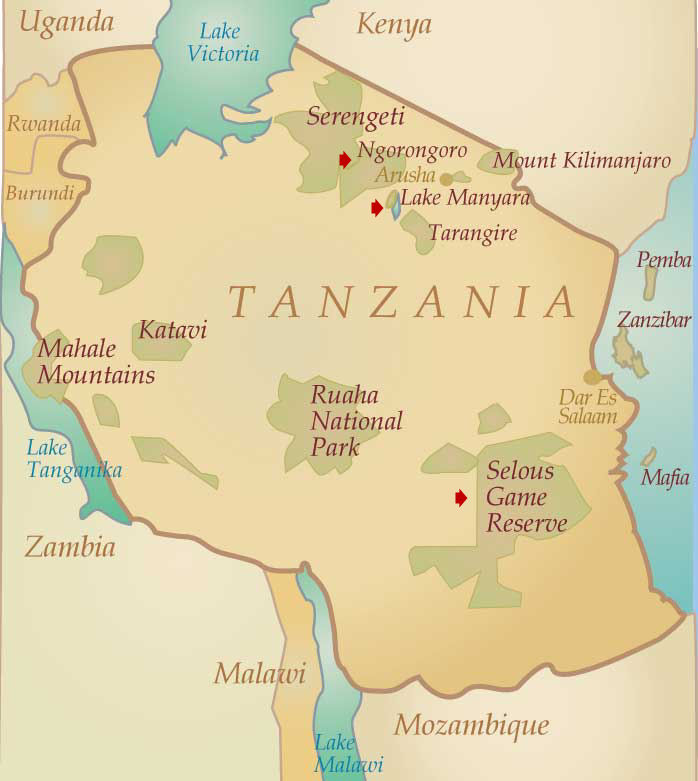 Uganda
Lake
Victoria
Kenya
Rwanda
Burundi
Serengeti
Ngorongoro
Mount Kilimanjaro
Arusha
Lake Manyara
Tarangire
Pemba
TANZANIA
Zanzibar
Katavi
Mahale
Mountains
Ruaha
National
Park
Dar Es
Salaam
Lake
Tanganika
Selous
Game
Reserve
Mafia
Zambia
Malawi
Mozambique
Lake
Malawi